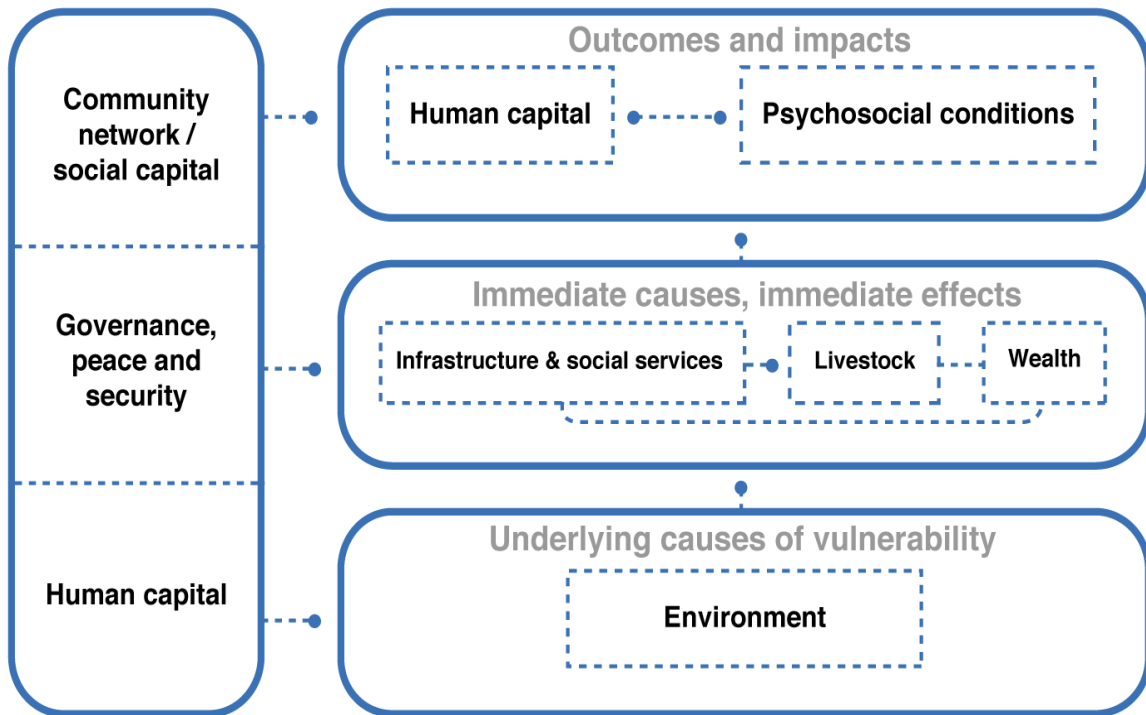 Community
network /
social capital
Governance,
peace and
security
Human capital
Outcomes and impacts
Human capital
Psychosocial conditions
Immediate causes, immediate effects
Infrastructure & social services
Livestock
Wealth
Underlying causes of vulnerability
Environment